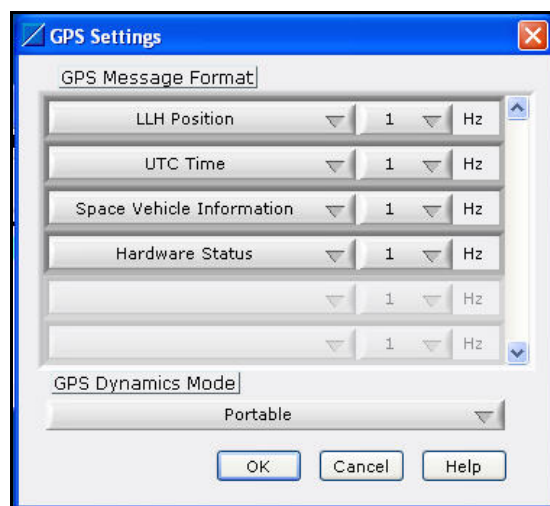 GPS Settings
GPS Message Format
LLH Position 1 Hz
UTC Time 1 Hz
Space Vehicle Information 1 Hz
Hardware Status 1 Hz
1 Hz
1 Hz
GPS Dynamics Mode
Portable
OK Cancel Help